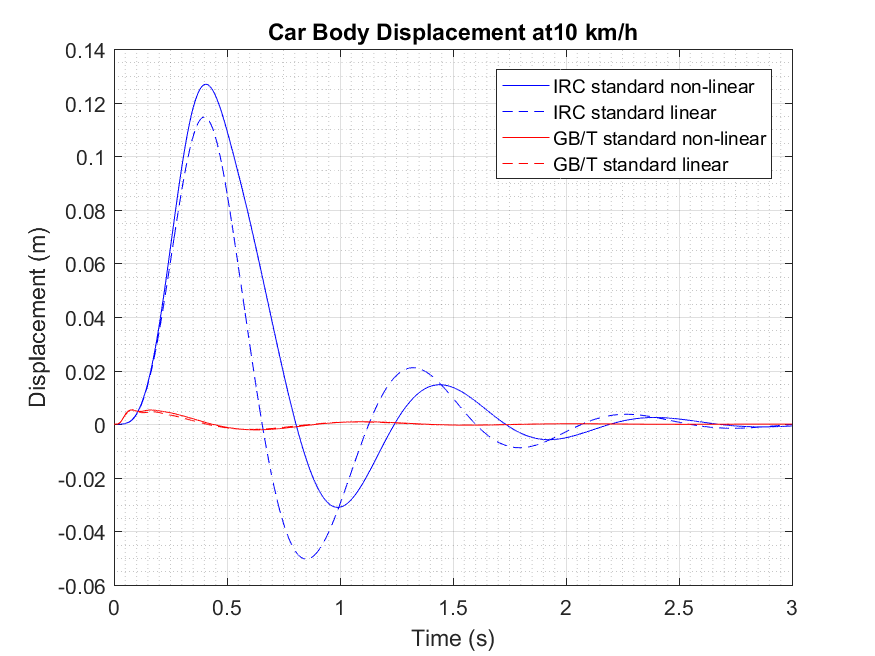 Car Body Displacement at10 km/h
0.14
0.12
0.1
0.08
0.06
0.04
0.02
0
-0.02
-0.04
-0.06
Displacement (m)
IRC standard non-linear
IRC standard linear
GB/T standard non-linear
GB/T standard linear
0
0.5
1
1.5
2
2.5
3
Time (s)